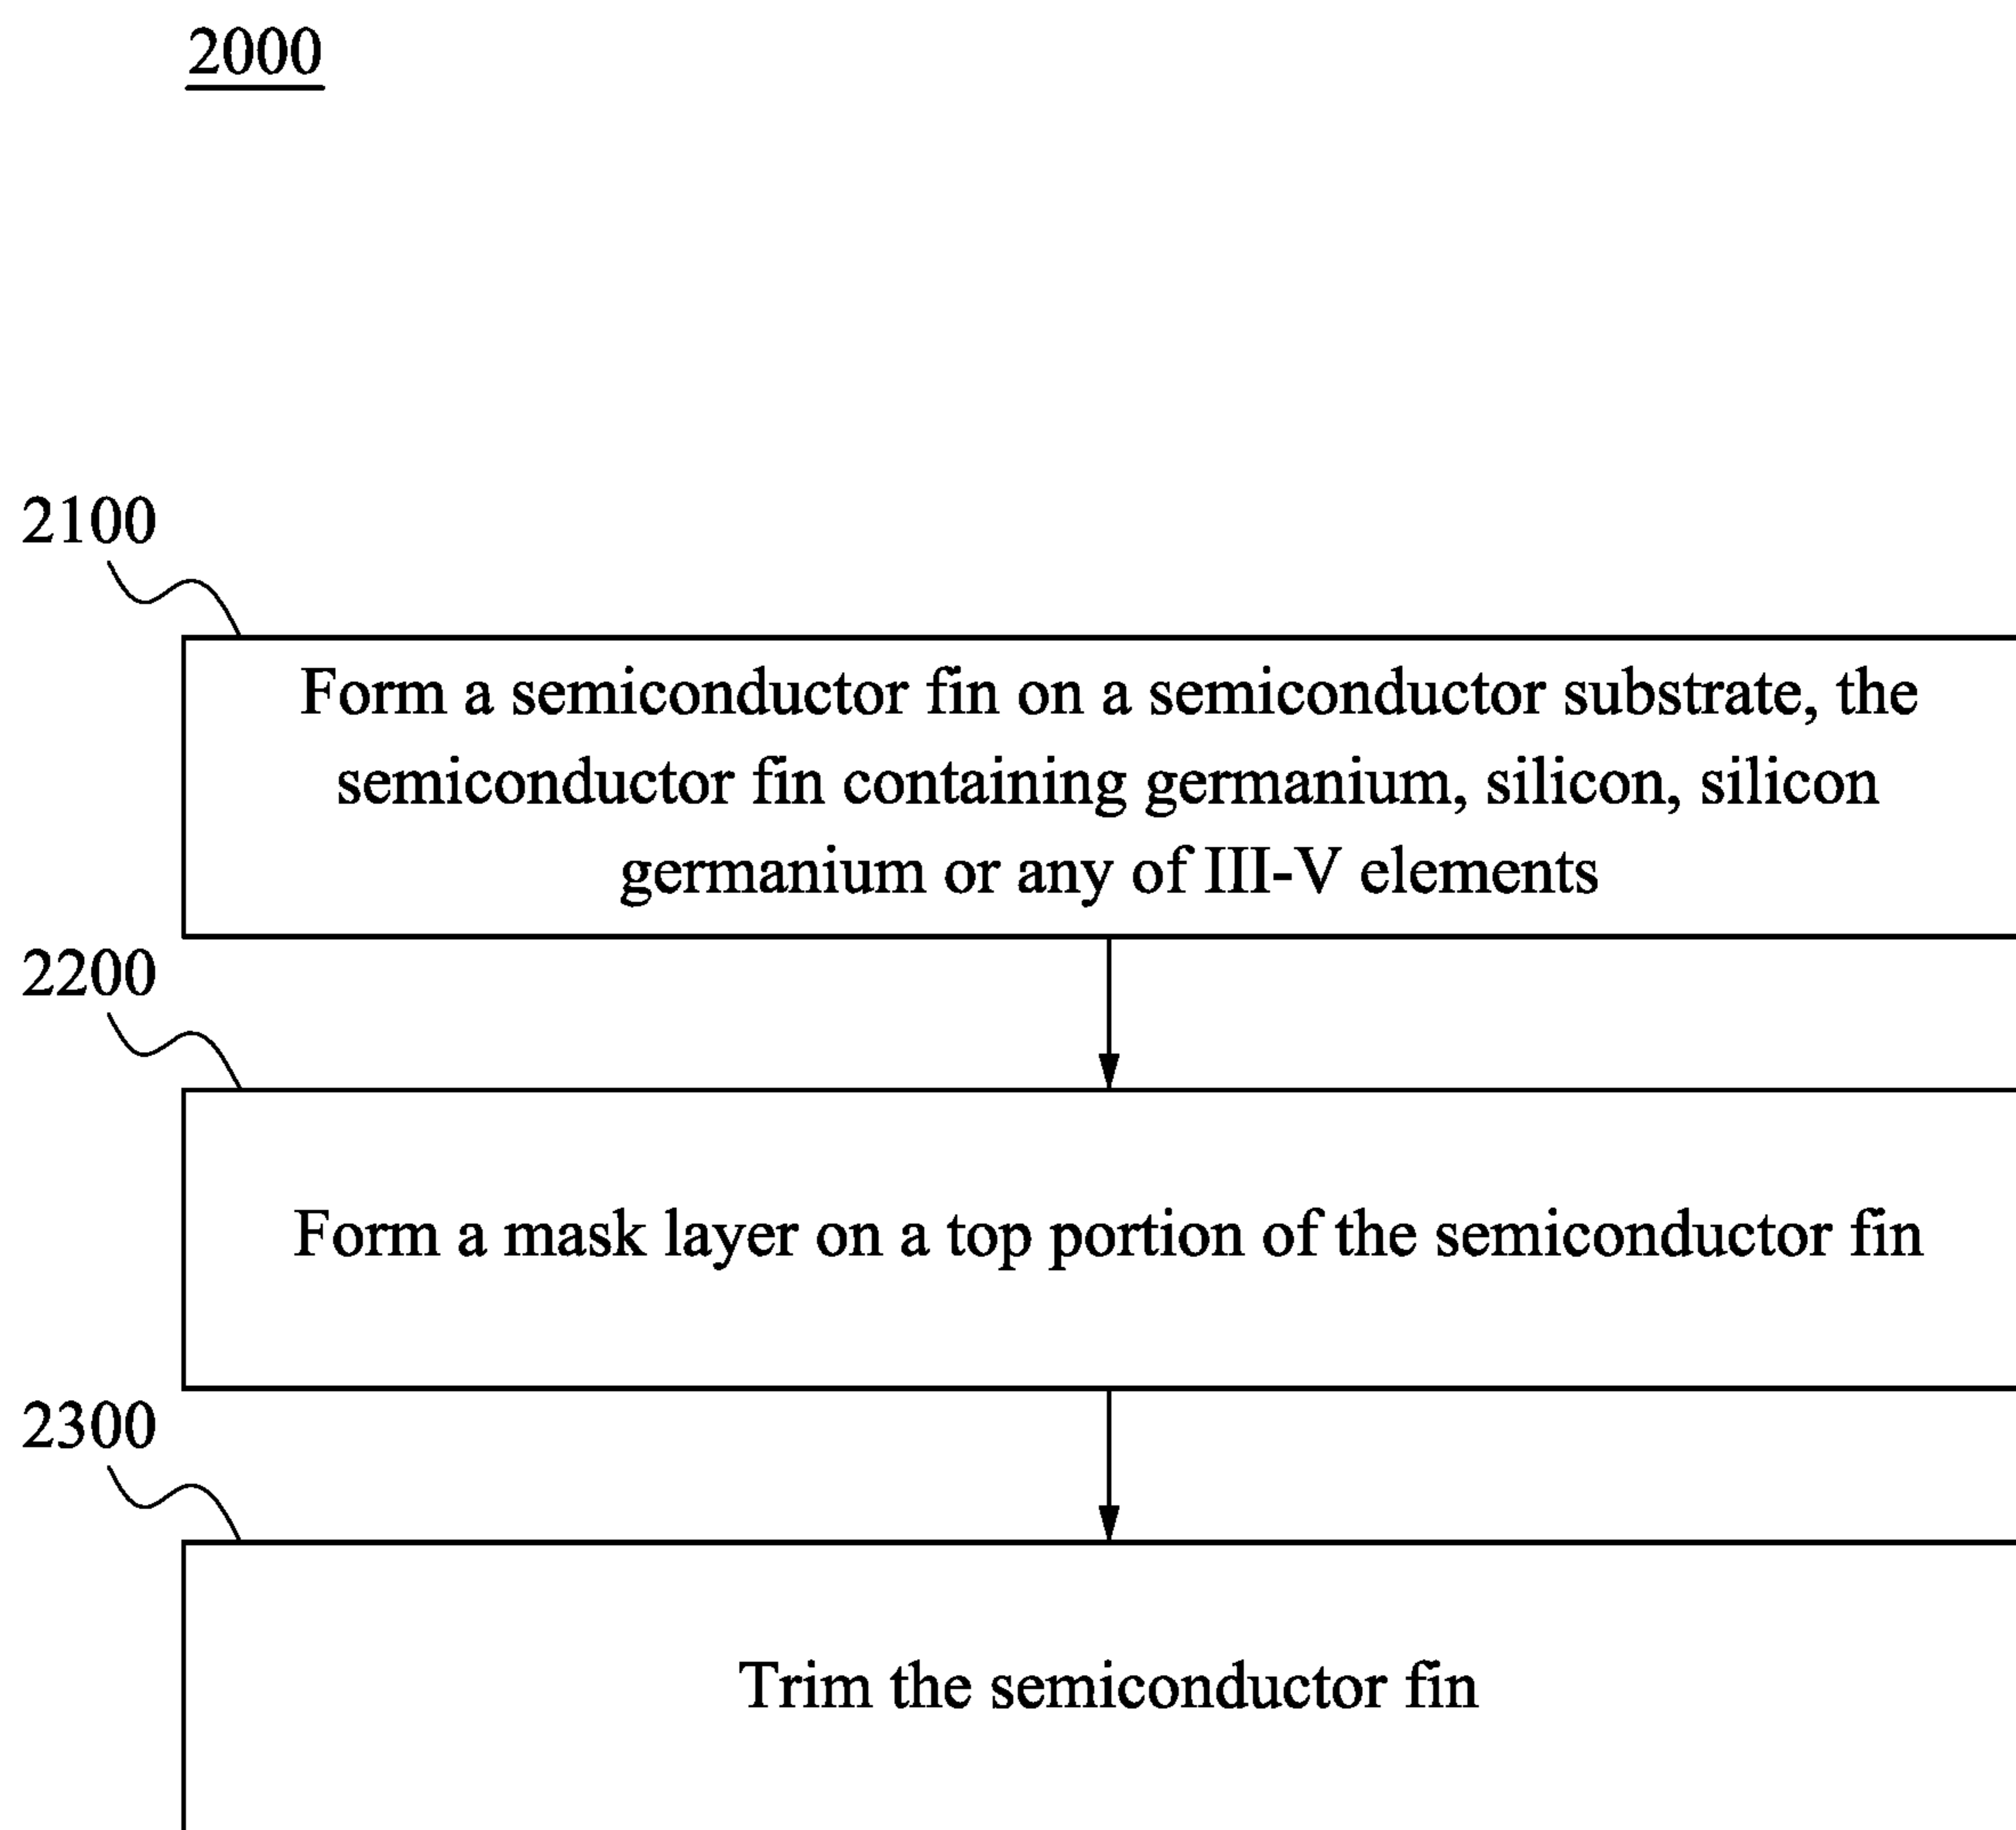 2000
2100
Form a semiconductor fin on a semiconductor substrate, the
semiconductor fin containing germanium, silicon, silicon
germanium or any of III-V elements
2200
Form a mask layer on a top portion of the semiconductor fin
2300
Trim the semiconductor fin